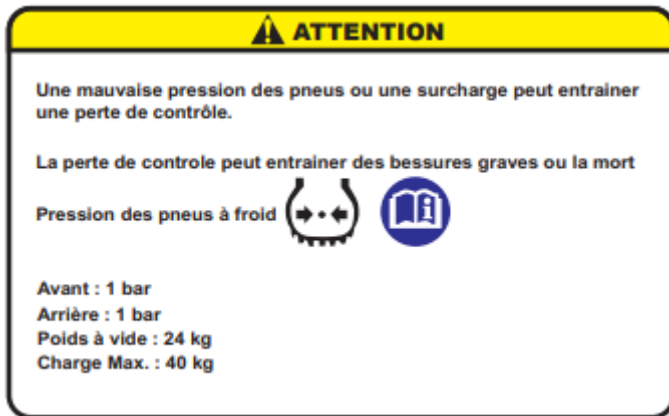 ATTENTION
Une mauvaise pression des pneus ou une surcharge peut entrainer
une perte de contrôle.
La perte de controle peut entrainer des bessures graves ou la mort
Pression des pneus à froid
Avant : 1 bar
Arrière : 1 bar
Poids à vide : 24 kg
Charge Max. : 40 kg